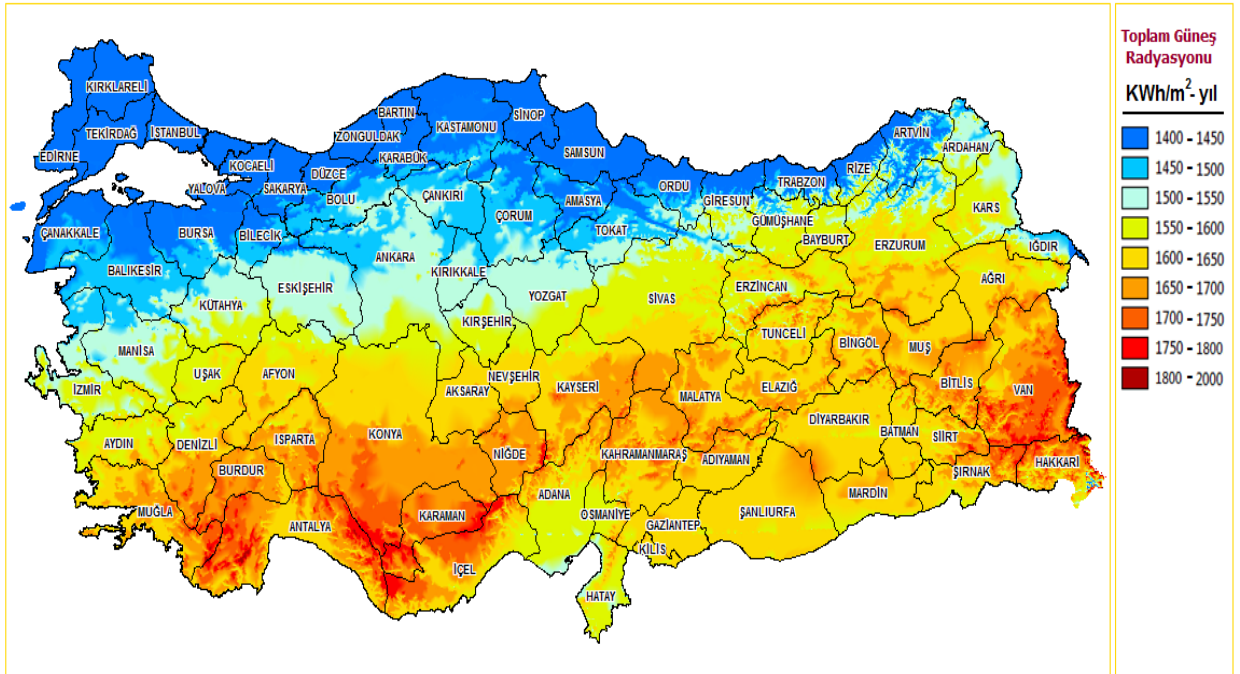 Toplam Güneş
Radyasyonu
KWh/m²- yıl
1400 - 1450
1450 - 1500
1500 - 1550
1550 - 1600
1600 - 1650
1650 - 1700
1700 - 1750
1750 - 1800
1800 - 2000
KIRKLARELİ
TEKİRDAĞ
İSTANBUL
EDİRNE
KOCAELİ
YALOVA
SAKARYA
DÜZCE
ZONGULDAK
BARTIN
KARABÜK
KASTAMONU
SİNOP
SAMSUN
ORDU
GİRESUN
TRABZON
RİZE
ARTVİN
ARDAHAN
KARS
IĞDIR
ÇANAKKALE
BALIKESİR
BURSA
BİLECİK
BOLU
ÇANKIRI
ÇORUM
AMASYA
TOKAT
GÜMÜŞHANE
BAYBURT
ERZURUM
AĞRI
KÜTAHYA
ESKİŞEHİR
ANKARA
KIRIKKALE
YOZGAT
KIRŞEHİR
SİVAS
ERZİNCAN
TUNCELİ
BİNGÖL
MUŞ
BİTLİS
VAN
MANİSA
İZMİR
UŞAK
AFYON
AKSARAY
NEVŞEHİR
KAYSERİ
MALATYA
ELAZIĞ
DİYARBAKIR
BATMAN
SİİRT
ŞIRNAK
HAKKARİ
AYDIN
DENİZLİ
ISPARTA
BURDUR
KONYA
NİĞDE
KAHRAMANMARAŞ
ADIYAMAN
MARDİN
ŞANLIURFA
MUĞLA
ANTALYA
KARAMAN
İÇEL
ADANA
OSMANİYE
GAZİANTEP
KİLİS
HATAY